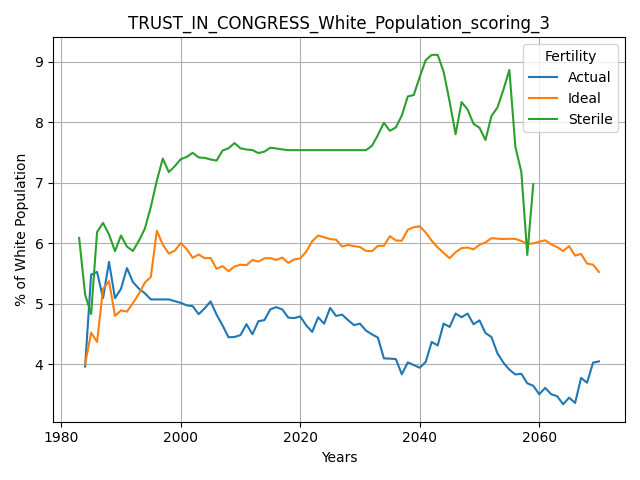 TRUST_IN_CONGRESS_White_Population_scoring_3
Fertility
Actual
Ideal
Sterile
% of White Population
9
8
7
6
5
4
1980
2000
2020
2040
2060
Years